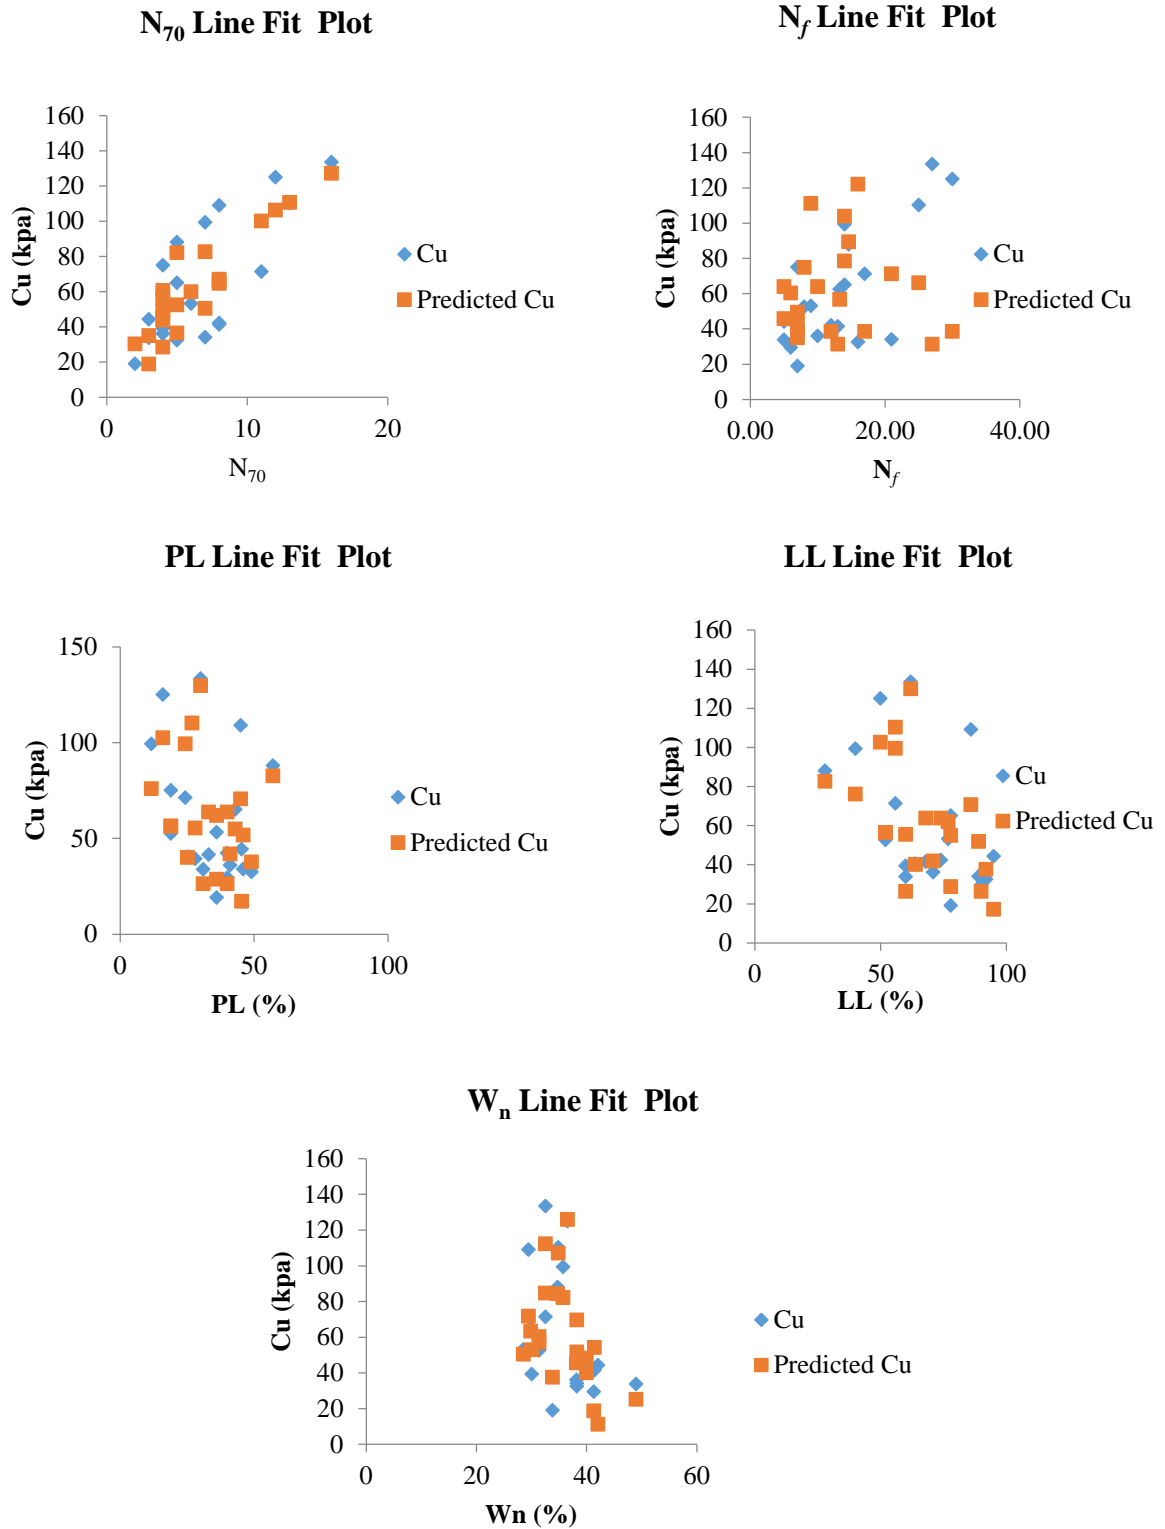 N₇₀ Line Fit Plot
160
140
120
100
80
60
40
20
0
0 10 20
Cu (kpa)
N₇₀
Cu
Predicted Cu
N𝑓 Line Fit Plot
160
140
120
100
80
60
40
20
0
0.00 20.00 40.00
Cu (kpa)
N𝑓
Cu
Predicted Cu
PL Line Fit Plot
150
100
50
0
0 50 100
Cu (kpa)
PL (%)
Cu
Predicted Cu
LL Line Fit Plot
160
140
120
100
80
60
40
20
0
0 50 100
Cu (kpa)
LL (%)
Cu
Predicted Cu
Wₙ Line Fit Plot
160
140
120
100
80
60
40
20
0
0 20 40 60
Cu (kpa)
Wn (%)
Cu
Predicted Cu